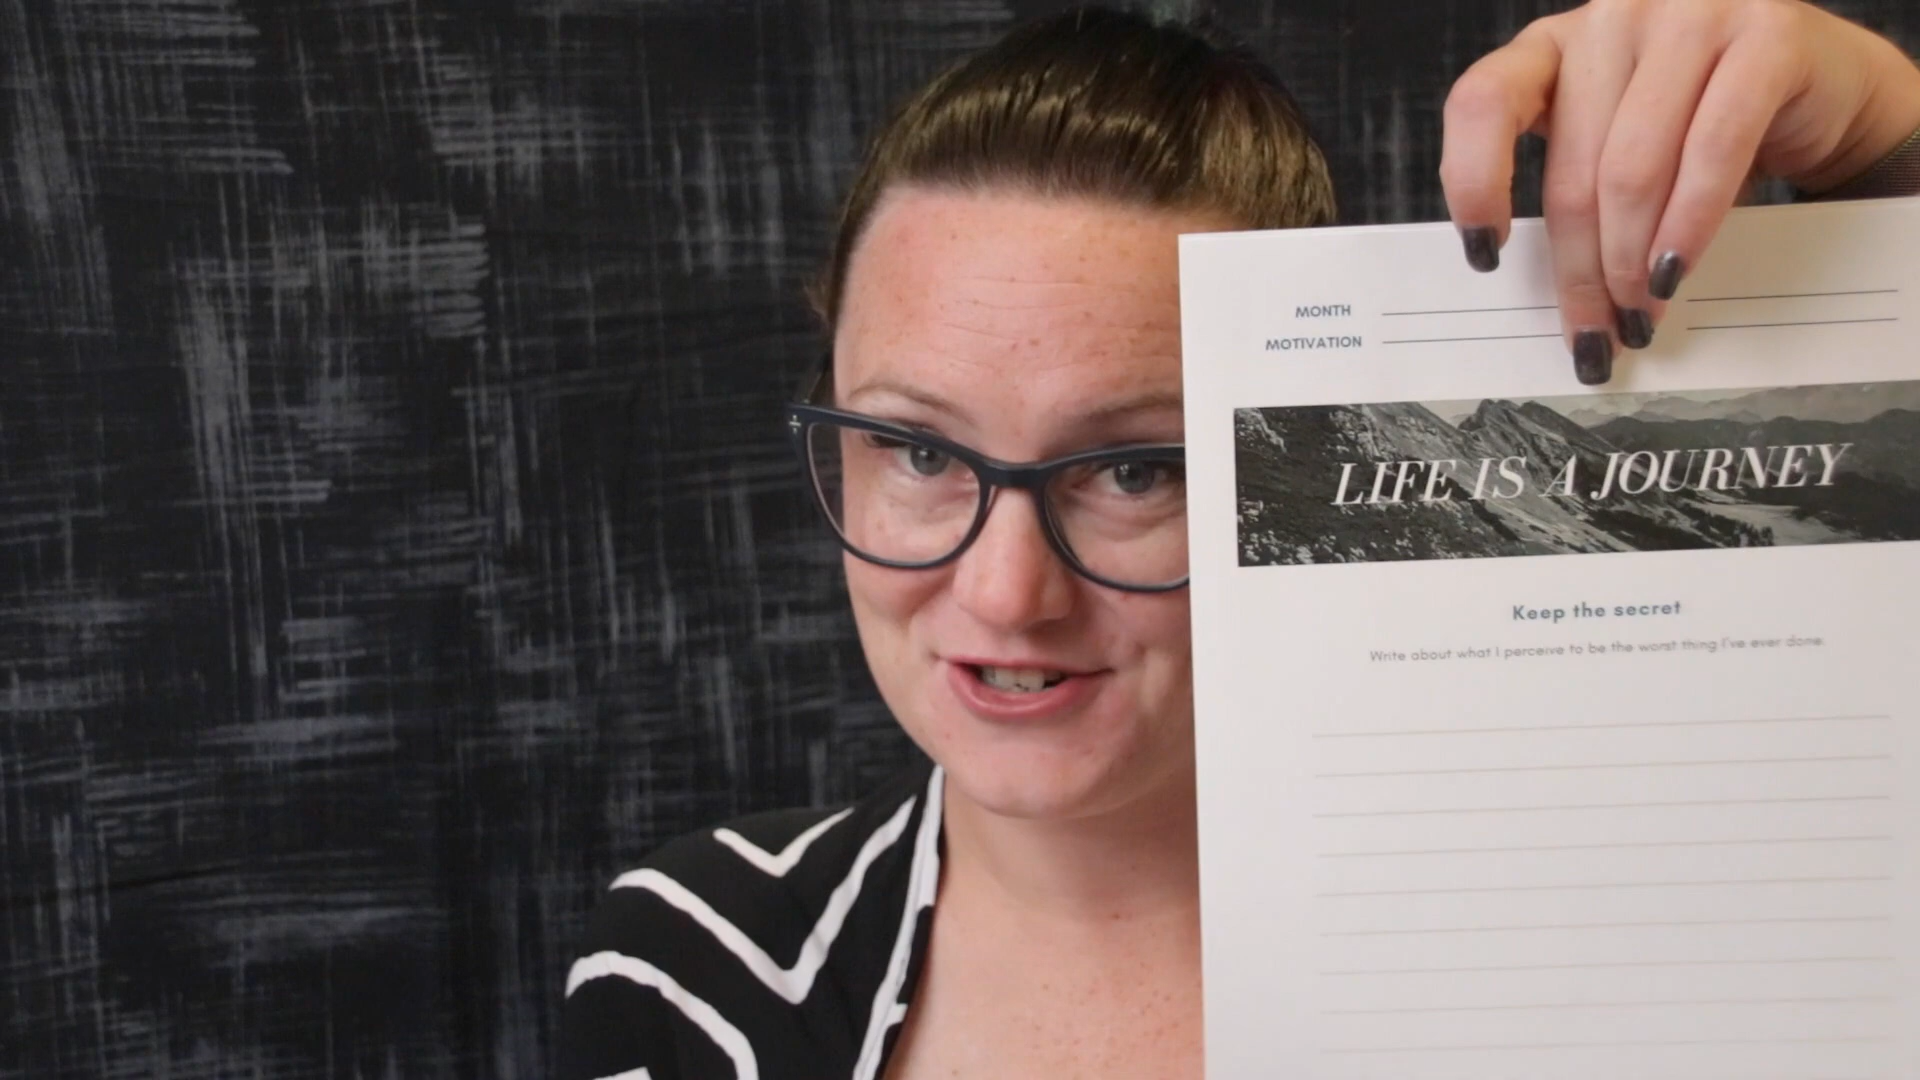 MONTH
MOTIVATION
LIFE IS A JOURNEY
Keep the secret
Write about what I perceive to be the worst thing I've ever done.